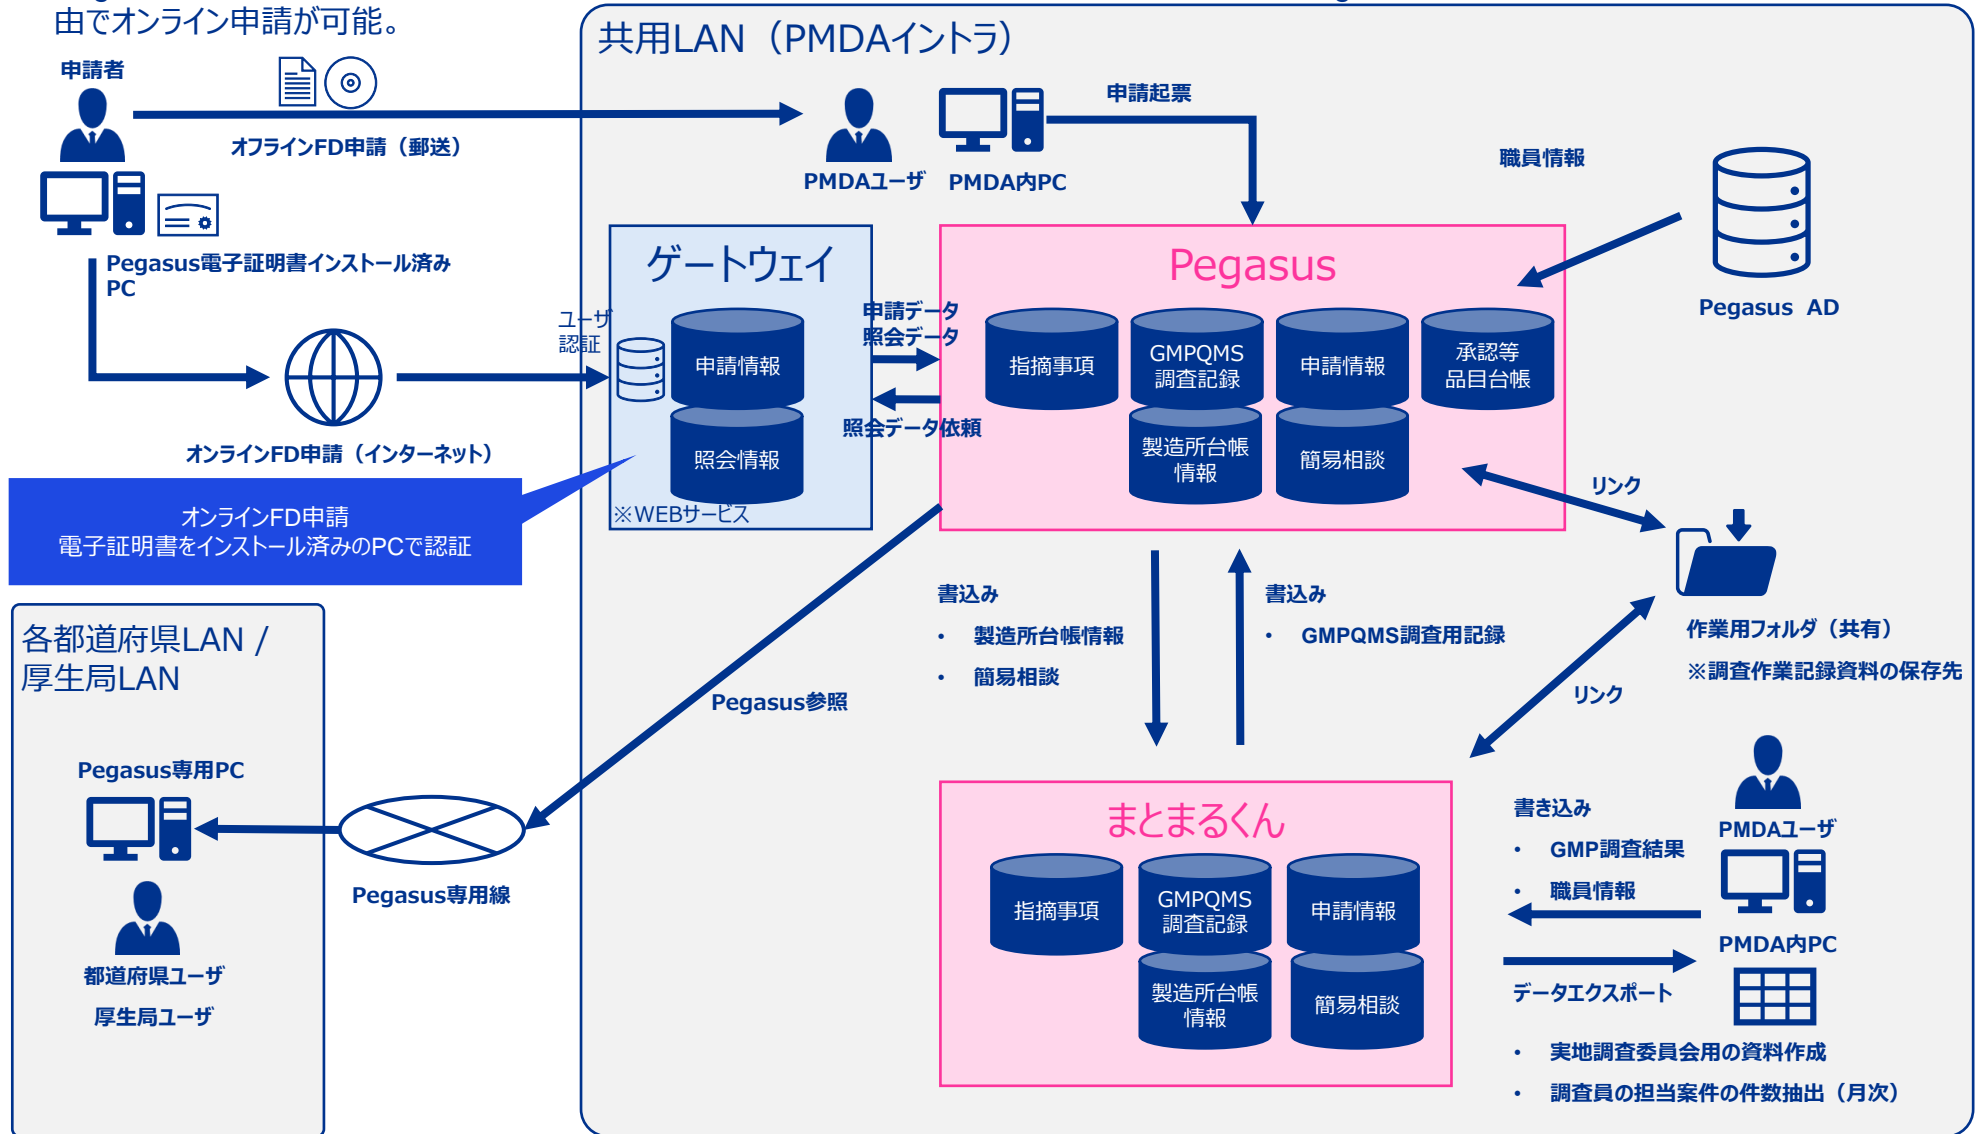 由でオンライン申請が可能。
共用LAN（PMDAイントラ）
申請者
オフラインFD申請（郵送）
PMDAユーザ
PMDA内PC
申請起票
職員情報
Pegasus AD
Pegasus電子証明書インストール済み
PC
オンラインFD申請（インターネット）
ユーザ
認証
ゲートウェイ
申請情報
照会情報
※WEBサービス
申請データ
照会データ
照会データ依頼
Pegasus
指摘事項
GMPQMS
調査記録
申請情報
承認等
品目台帳
製造所台帳
情報
簡易相談
オンラインFD申請
電子証明書をインストール済みのPCで認証
リンク
作業用フォルダ（共有）
※調査作業記録資料の保存先
リンク
書込み
• 製造所台帳情報
• 簡易相談
書込み
• GMPQMS調査用記録
Pegasus参照
各都道府県LAN /
厚生局LAN
Pegasus専用PC
都道府県ユーザ
厚生局ユーザ
Pegasus専用線
まとまるくん
指摘事項
GMPQMS
調査記録
申請情報
製造所台帳
情報
簡易相談
書き込み
• GMP調査結果
• 職員情報
PMDAユーザ
PMDA内PC
データエクスポート
• 実地調査委員会用の資料作成
• 調査員の担当案件の件数抽出（月次）